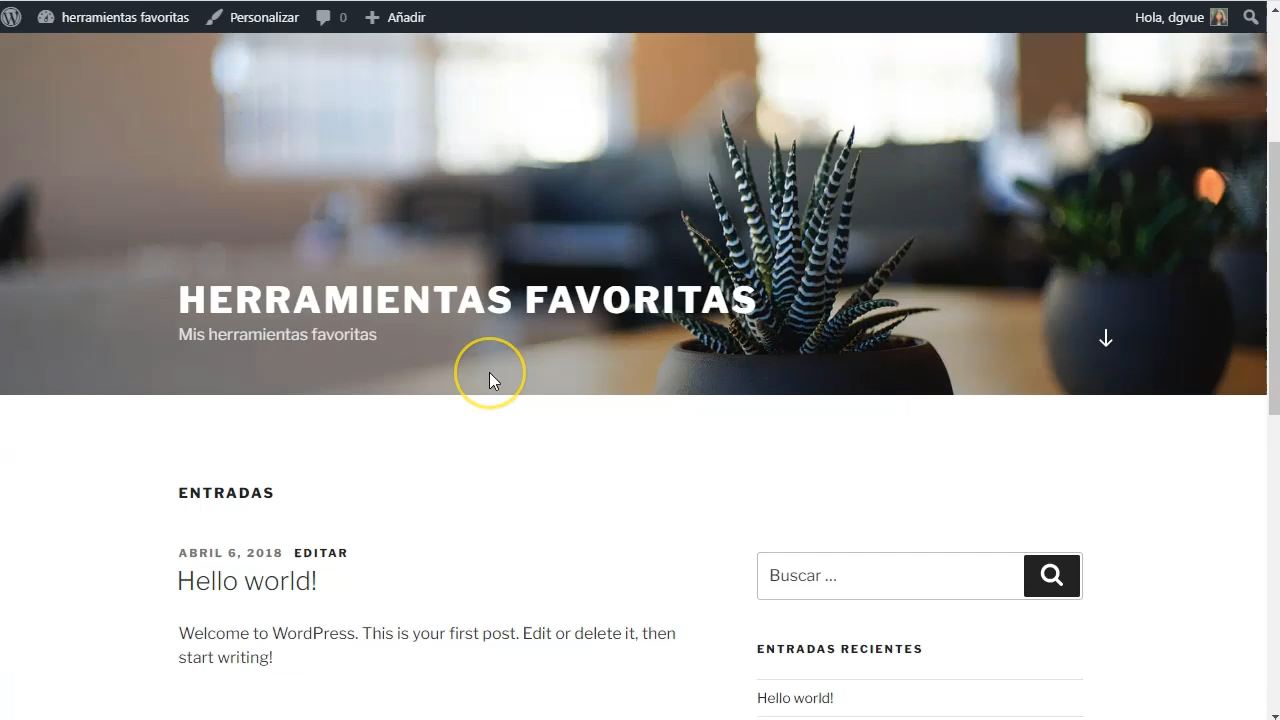 herramientas favoritas Personalizar 0 Añadir Hola, dgvue
HERRAMIENTAS FAVORITAS
Mis herramientas favoritas
ENTRADAS
ABRIL 6, 2018 EDITAR
Hello world!
Welcome to WordPress. This is your first post. Edit or delete it, then
start writing!
Buscar …
ENTRADAS RECIENTES
Hello world!